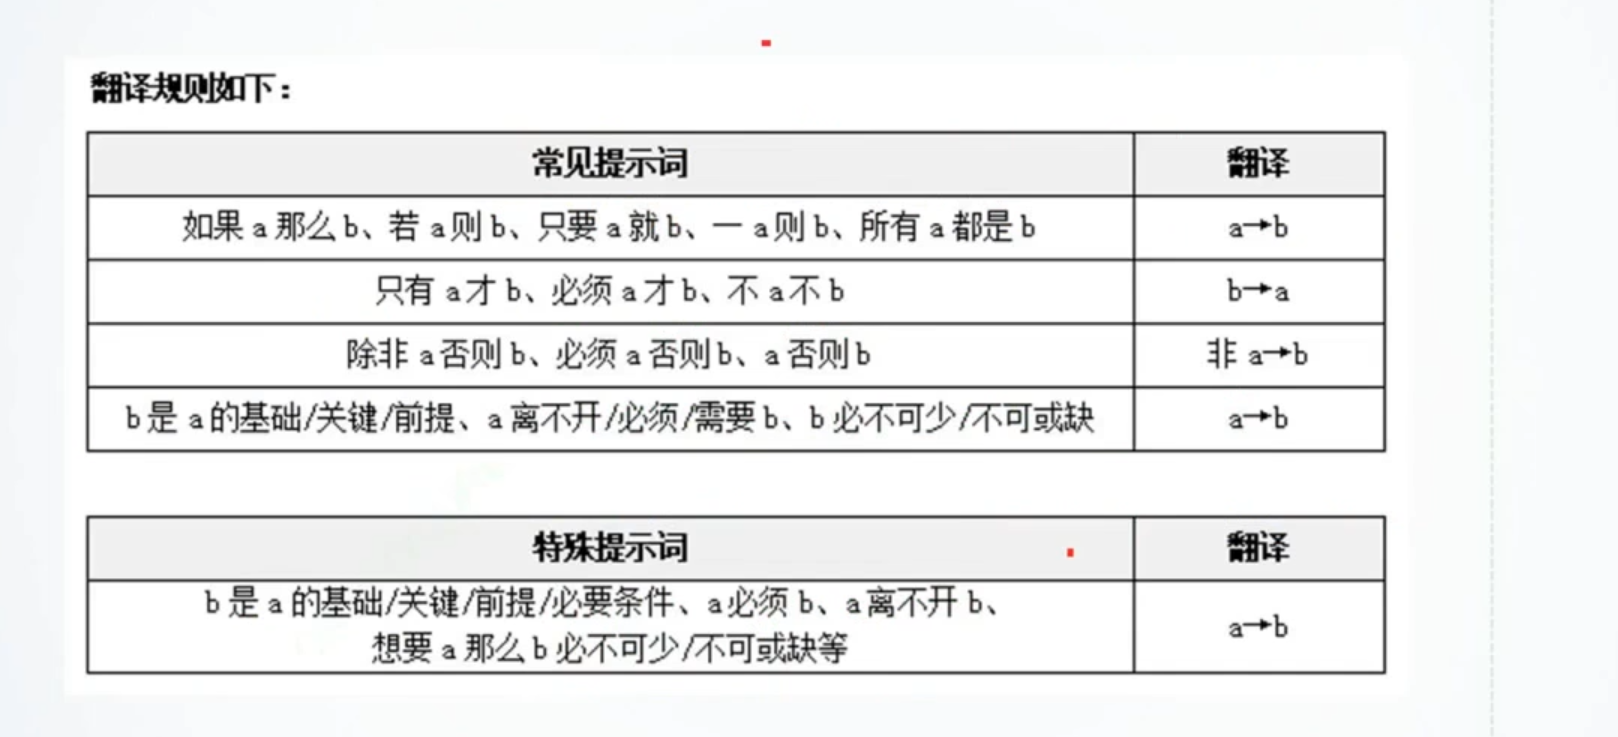 翻译规则如下：
常见提示词 翻译
如果 a 那么 b、若 a 则 b、只要 a 就 b、一 a 则 b、所有 a 都是 b a→b
只有 a 才 b、必须 a 才 b、不 a 不 b b→a
除非 a 否则 b、必须 a 否则 b、a 否则 b 非 a→b
b 是 a 的基础/关键/前提、a 离不开/必须/需要 b、b 必不可少/不可或缺 a→b
特殊提示词 翻译
b 是 a 的基础/关键/前提/必要条件、a 必须 b、a 离不开 b、
想要 a 那么 b 必不可少/不可或缺等 a→b